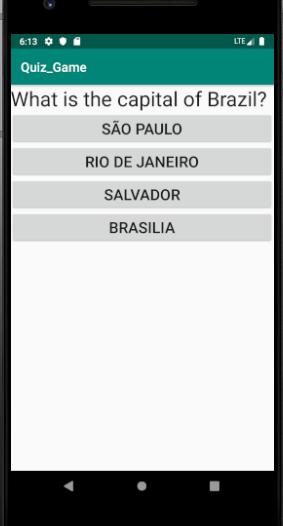 6:13 LTE
Quiz_Game
What is the capital of Brazil?
SÃO PAULO
RIO DE JANEIRO
SALVADOR
BRASILIA